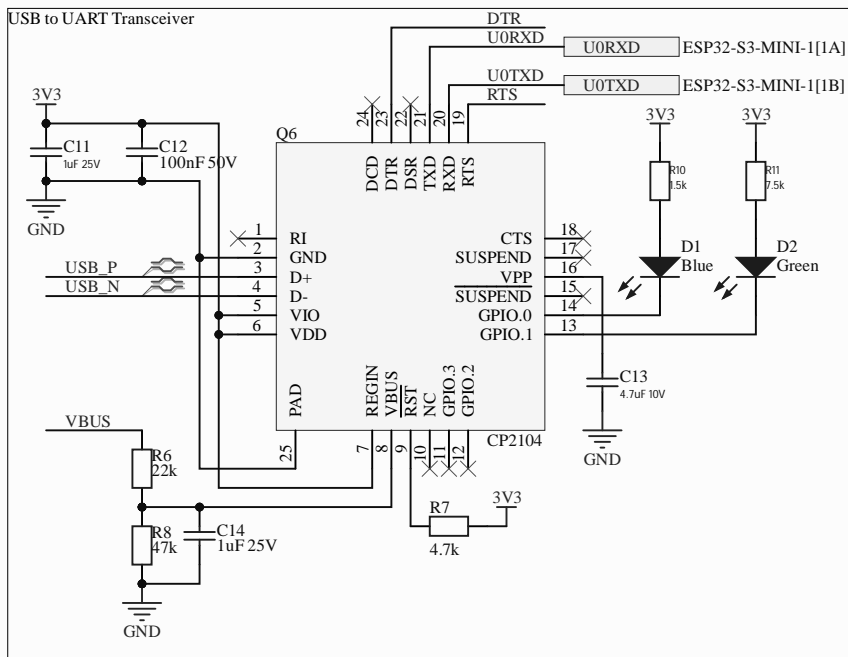 USB to UART Transceiver
DTR
U0RXD
U0RXD
ESP32-S3-MINI-1[1A]
U0TXD
U0TXD
ESP32-S3-MINI-1[1B]
RTS
3V3
C11
1uF 25V
C12
100nF 50V
GND
Q6
24
23
22
21
20
19
DCD
DTR
DSR
TXD
RXD
RTS
3V3
R10
1.5k
D1
Blue
3V3
R11
7.5k
D2
Green
1
RI
2
GND
USB_P
3
D+
USB_N
4
D-
5
VIO
6
VDD
CTS
18
SUSPEND
17
VPP
16
SUSPEND
15
GPIO.0
14
GPIO.1
13
C13
4.7uF 10V
GND
PAD
REGIN
VBUS
RST
NC
GPIO.3
GPIO.2
CP2104
25
7
8
9
10
11
12
VBUS
R6
22k
R8
47k
C14
1uF 25V
GND
R7
4.7k
3V3